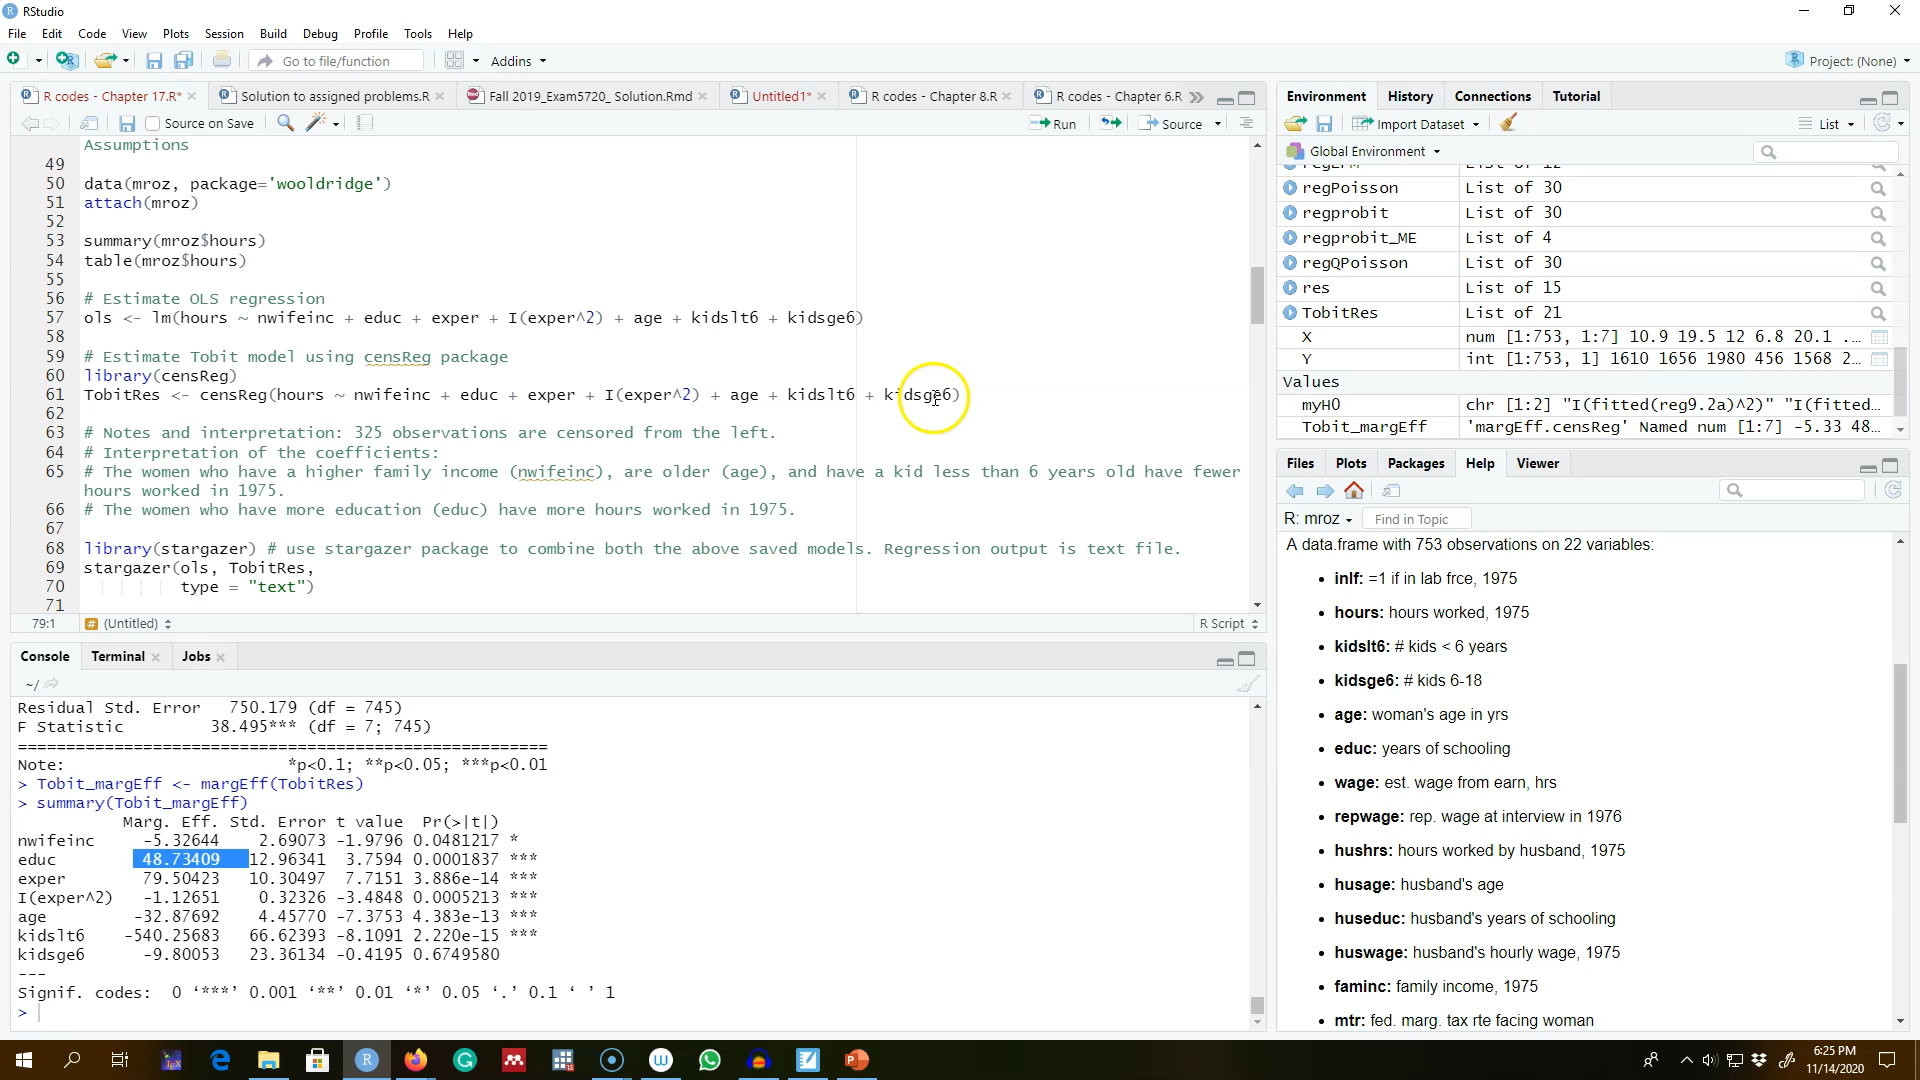 RStudio
File Edit Code View Plots Session Build Debug Profile Tools Help
Go to file/function Addins Project: (None)
R codes - Chapter 17.R* Solution to assigned problems.R Fall 2019_Exam5720_ Solution.Rmd Untitled1* R codes - Chapter 8.R R codes - Chapter 6.R
Source on Save Run Source
Assumptions
49
50 data(mroz, package='wooldridge')
51 attach(mroz)
52
53 summary(mroz$hours)
54 table(mroz$hours)
55
56 # Estimate OLS regression
57 ols <- lm(hours ~ nwifeinc + educ + exper + I(exper^2) + age + kidslt6 + kidsge6)
58
59 # Estimate Tobit model using censReg package
60 library(censReg)
61 TobitRes <- censReg(hours ~ nwifeinc + educ + exper + I(exper^2) + age + kidslt6 + kidsge6)
62
63 # Notes and interpretation: 325 observations are censored from the left.
64 # Interpretation of the coefficients:
65 # The women who have a higher family income (nwifeinc), are older (age), and have a kid less than 6 years old have fewer
hours worked in 1975.
66 # The women who have more education (educ) have more hours worked in 1975.
67
68 library(stargazer) # use stargazer package to combine both the above saved models. Regression output is text file.
69 stargazer(ols, TobitRes,
70 type = "text")
71
79:1 (Untitled) R Script
Console Terminal Jobs
~/
Residual Std. Error 750.179 (df = 745)
F Statistic 38.495*** (df = 7; 745)
=======================================================
Note: *p<0.1; **p<0.05; ***p<0.01
> Tobit_margEff <- margEff(TobitRes)
> summary(Tobit_margEff)
Marg. Eff. Std. Error t value Pr(>|t|)
nwifeinc -5.32644 2.69073 -1.9796 0.0481217 *
educ 48.73409 12.96341 3.7594 0.0001837 ***
exper 79.50423 10.30497 7.7151 3.886e-14 ***
I(exper^2) -1.12651 0.32326 -3.4848 0.0005213 ***
age -32.87692 4.45770 -7.3753 4.383e-13 ***
kidslt6 -540.25683 66.62393 -8.1091 2.220e-15 ***
kidsge6 -9.80053 23.36134 -0.4195 0.6749580
---
Signif. codes: 0 ‘***’ 0.001 ‘**’ 0.01 ‘*’ 0.05 ‘.’ 0.1 ‘ ’ 1
>
Environment History Connections Tutorial
Import Dataset List
Global Environment
regLPM List of 12
regPoisson List of 30
regprobit List of 30
regprobit_ME List of 4
regQPoisson List of 30
res List of 15
TobitRes List of 21
X num [1:753, 1:7] 10.9 19.5 12 6.8 20.1 ...
Y int [1:753, 1] 1610 1656 1980 456 1568 2...
Values
myH0 chr [1:2] "I(fitted(reg9.2a)^2)" "I(fitted...
Tobit_margEff 'margEff.censReg' Named num [1:7] -5.33 48...
Files Plots Packages Help Viewer
R: mroz Find in Topic
A data.frame with 753 observations on 22 variables:
• inlf: =1 if in lab frce, 1975
• hours: hours worked, 1975
• kidslt6: # kids < 6 years
• kidsge6: # kids 6-18
• age: woman's age in yrs
• educ: years of schooling
• wage: est. wage from earn, hrs
• repwage: rep. wage at interview in 1976
• hushrs: hours worked by husband, 1975
• husage: husband's age
• huseduc: husband's years of schooling
• huswage: husband's hourly wage, 1975
• faminc: family income, 1975
• mtr: fed. marg. tax rte facing woman
6:25 PM
11/14/2020